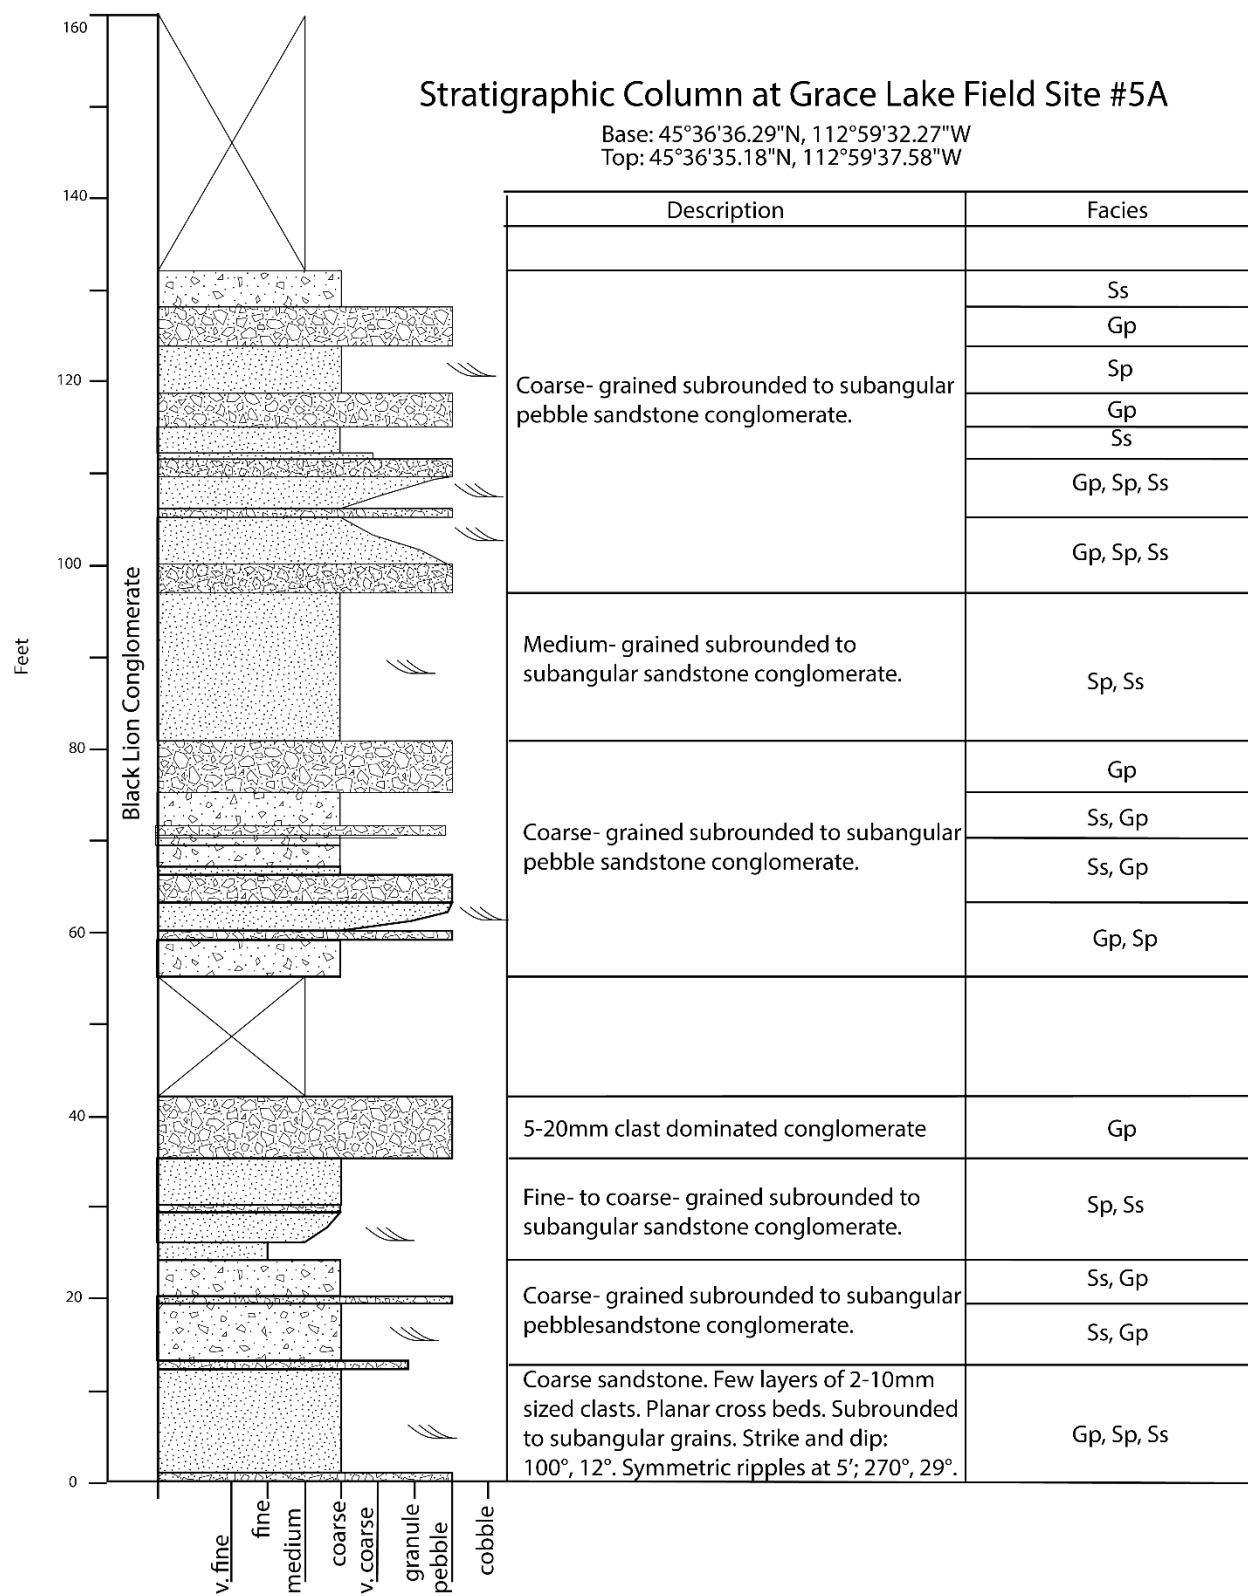 Stratigraphic Column at Grace Lake Field Site #5A
Base: 45°36'36.29"N, 112°59'32.27"W
Top: 45°36'35.18"N, 112°59'37.58"W
Description
Facies
Coarse- grained subrounded to subangular
pebble sandstone conglomerate.
Ss
Gp
Sp
Gp
Ss
Gp, Sp, Ss
Gp, Sp, Ss
Medium- grained subrounded to
subangular sandstone conglomerate.
Sp, Ss
Coarse- grained subrounded to subangular
pebble sandstone conglomerate.
Gp
Ss, Gp
Ss, Gp
Gp, Sp
5-20mm clast dominated conglomerate
Gp
Fine- to coarse- grained subrounded to
subangular sandstone conglomerate.
Sp, Ss
Coarse- grained subrounded to subangular
pebblesandstone conglomerate.
Ss, Gp
Ss, Gp
Coarse sandstone. Few layers of 2-10mm
sized clasts. Planar cross beds. Subrounded
to subangular grains. Strike and dip:
100°, 12°. Symmetric ripples at 5'; 270°, 29°.
Gp, Sp, Ss
160
140
120
100
80
60
40
20
0
Feet
Black Lion Conglomerate
v. fine
fine
medium
coarse
v. coarse
granule
pebble
cobble